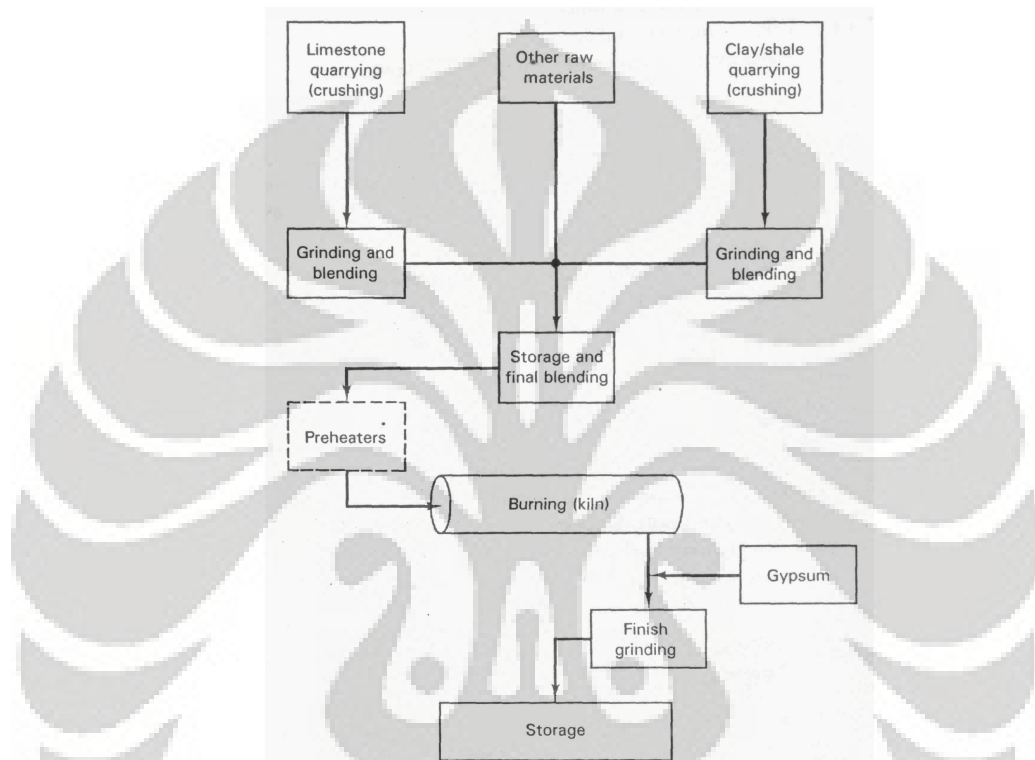 Limestone
quarrying
(crushing)
Other raw
materials
Clay/shale
quarrying
(crushing)
Grinding and
blending
Grinding and
blending
Storage and
final blending
Preheaters
Burning (kiln)
Gypsum
Finish
grinding
Storage